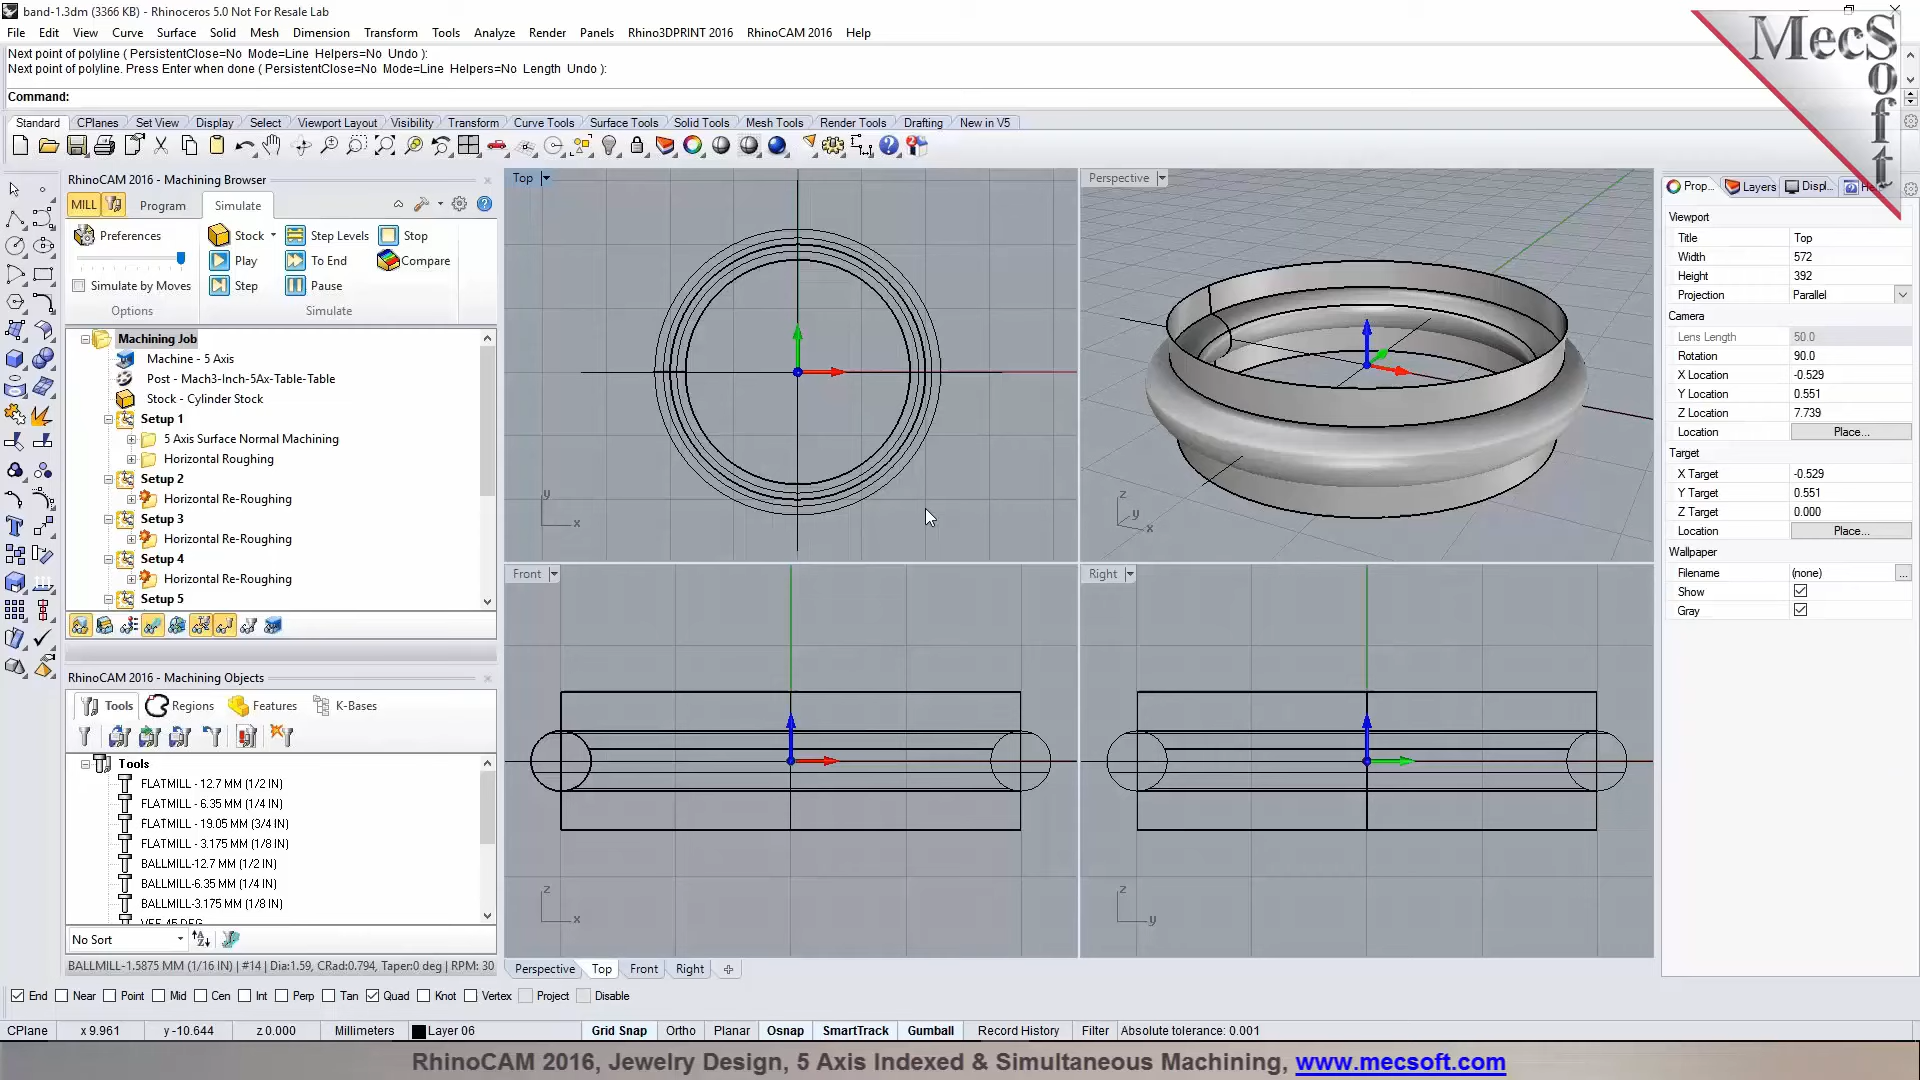 band-1.3dm (3366 KB) - Rhinoceros 5.0 Not For Resale Lab
File Edit View Curve Surface Solid Mesh Dimension Transform Tools Analyze Render Panels Rhino3DPRINT 2016 RhinoCAM 2016 Help
Next point of polyline ( PersistentClose=No Mode=Line Helpers=No Undo ):
Next point of polyline. Press Enter when done ( PersistentClose=No Mode=Line Helpers=No Length Undo ):
Command:
MecSoft
Standard CPlanes Set View Display Select Viewport Layout Visibility Transform Curve Tools Surface Tools Solid Tools Mesh Tools Render Tools Drafting New in V5
RhinoCAM 2016 - Machining Browser
MILL Program Simulate
Preferences Stock Step Levels Stop
Play To End Compare
Simulate by Moves Step Pause
Options Simulate
Machining Job
Machine - 5 Axis
Post - Mach3-Inch-5Ax-Table-Table
Stock - Cylinder Stock
Setup 1
5 Axis Surface Normal Machining
Horizontal Roughing
Setup 2
Horizontal Re-Roughing
Setup 3
Horizontal Re-Roughing
Setup 4
Horizontal Re-Roughing
Setup 5
RhinoCAM 2016 - Machining Objects
Tools Regions Features K-Bases
Tools
FLATMILL - 12.7 MM (1/2 IN)
FLATMILL - 6.35 MM (1/4 IN)
FLATMILL - 19.05 MM (3/4 IN)
FLATMILL - 3.175 MM (1/8 IN)
BALLMILL-12.7 MM (1/2 IN)
BALLMILL-6.35 MM (1/4 IN)
BALLMILL-3.175 MM (1/8 IN)
VEE 45 DEG
No Sort
BALLMILL-1.5875 MM (1/16 IN) | #14 | Dia:1.59, CRad:0.794, Taper:0 deg | RPM: 30
Top
y
x
Perspective
z
y
x
Front
z
x
Right
z
y
Perspective Top Front Right
Prop... Layers Displ...
Viewport
Title Top
Width 572
Height 392
Projection Parallel
Camera
Lens Length 50.0
Rotation 90.0
X Location -0.529
Y Location 0.551
Z Location 7.739
Location Place...
Target
X Target -0.529
Y Target 0.551
Z Target 0.000
Location Place...
Wallpaper
Filename (none) ...
Show
Gray
End Near Point Mid Cen Int Perp Tan Quad Knot Vertex Project Disable
CPlane x 9.961 y -10.644 z 0.000 Millimeters Layer 06 Grid Snap Ortho Planar Osnap SmartTrack Gumball Record History Filter Absolute tolerance: 0.001
RhinoCAM 2016, Jewelry Design, 5 Axis Indexed & Simultaneous Machining, www.mecsoft.com